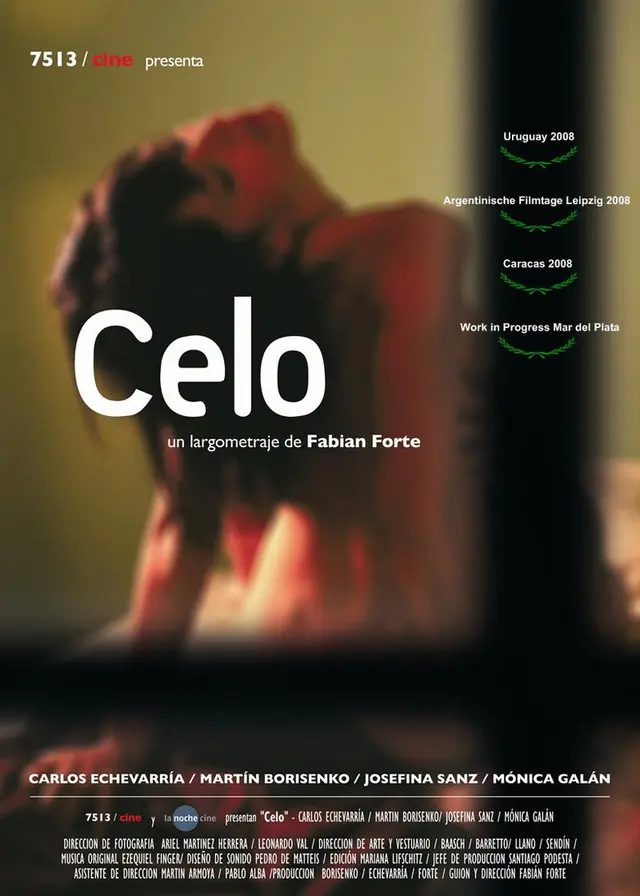 7513 / cine presenta
Uruguay 2008
Argentinische Filmtage Leipzig 2008
Caracas 2008
Work in Progress Mar del Plata
Celo
un largometraje de Fabian Forte
CARLOS ECHEVARRÍA / MARTÍN BORISENKO / JOSEFINA SANZ / MÓNICA GALÁN
7513 / cine y la noche cine presentan "Celo" - CARLOS ECHEVARRÍA / MARTIN BORISENKO/ JOSEFINA SANZ / MÓNICA GALÁN
DIRECCION DE FOTOGRAFIA ARIEL MARTINEZ HERRERA / LEONARDO VAL / DIRECCION DE ARTE Y VESTUARIO / BAASCH / BARRETTO/ LLANO / SENDÍN /
MUSICA ORIGINAL EZEQUIEL FINGER/ DISEÑO DE SONIDO PEDRO DE MATTEIS / EDICIÓN MARIANA LIFSCHITZ / JEFE DE PRODUCCION SANTIAGO PODESTA /
ASISTENTE DE DIRECCION MARTIN ARMOYA / PABLO ALBA /PRODUCCION BORISENKO / ECHEVARRÍA / FORTE / GUION Y DIRECCIÓN FABIÁN FORTE